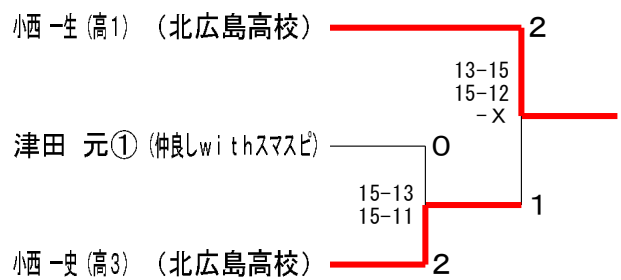 小西 一生 (高1) （北広島高校） 2
13-15
15-12
-X
津田 元① (仲良しwithスマスピ) 0
15-13
15-11
1
小西 一史 (高3) （北広島高校） 2